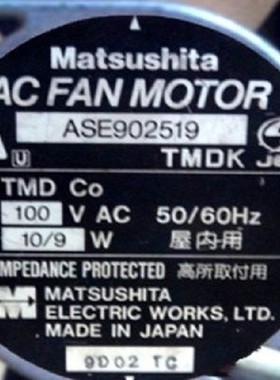 Matsushita
AC FAN MOTOR
ASE902519
U TMDK
TMD Co
100 V AC 50/60Hz
10/9 W 屋内用
IMPEDANCE PROTECTED 高所取付用
MATSUSHITA
ELECTRIC WORKS, LTD.
MADE IN JAPAN
9D02 TC